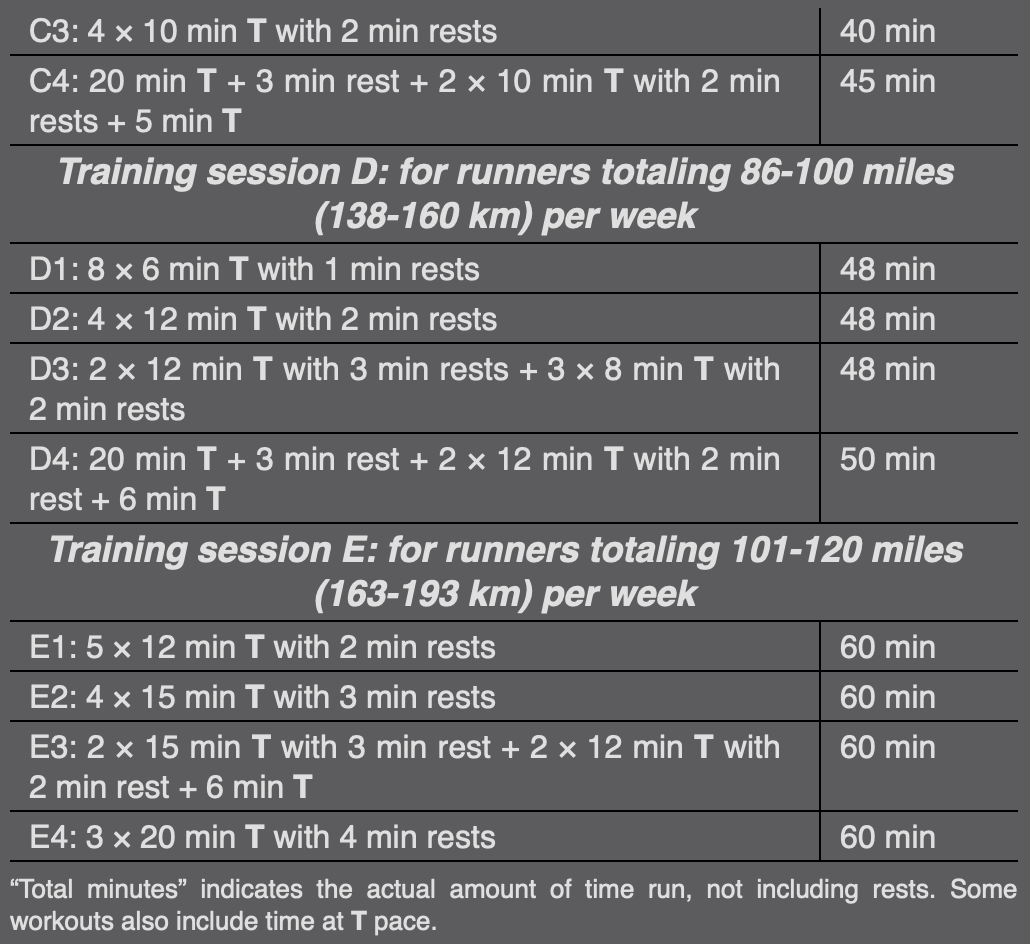 C3: 4 × 10 min T with 2 min rests 40 min
C4: 20 min T + 3 min rest + 2 × 10 min T with 2 min 45 min
rests + 5 min T
Training session D: for runners totaling 86-100 miles
(138-160 km) per week
D1: 8 × 6 min T with 1 min rests 48 min
D2: 4 × 12 min T with 2 min rests 48 min
D3: 2 × 12 min T with 3 min rests + 3 × 8 min T with 48 min
2 min rests
D4: 20 min T + 3 min rest + 2 × 12 min T with 2 min 50 min
rest + 6 min T
Training session E: for runners totaling 101-120 miles
(163-193 km) per week
E1: 5 × 12 min T with 2 min rests 60 min
E2: 4 × 15 min T with 3 min rests 60 min
E3: 2 × 15 min T with 3 min rest + 2 × 12 min T with 60 min
2 min rest + 6 min T
E4: 3 × 20 min T with 4 min rests 60 min
“Total minutes” indicates the actual amount of time run, not including rests. Some
workouts also include time at T pace.